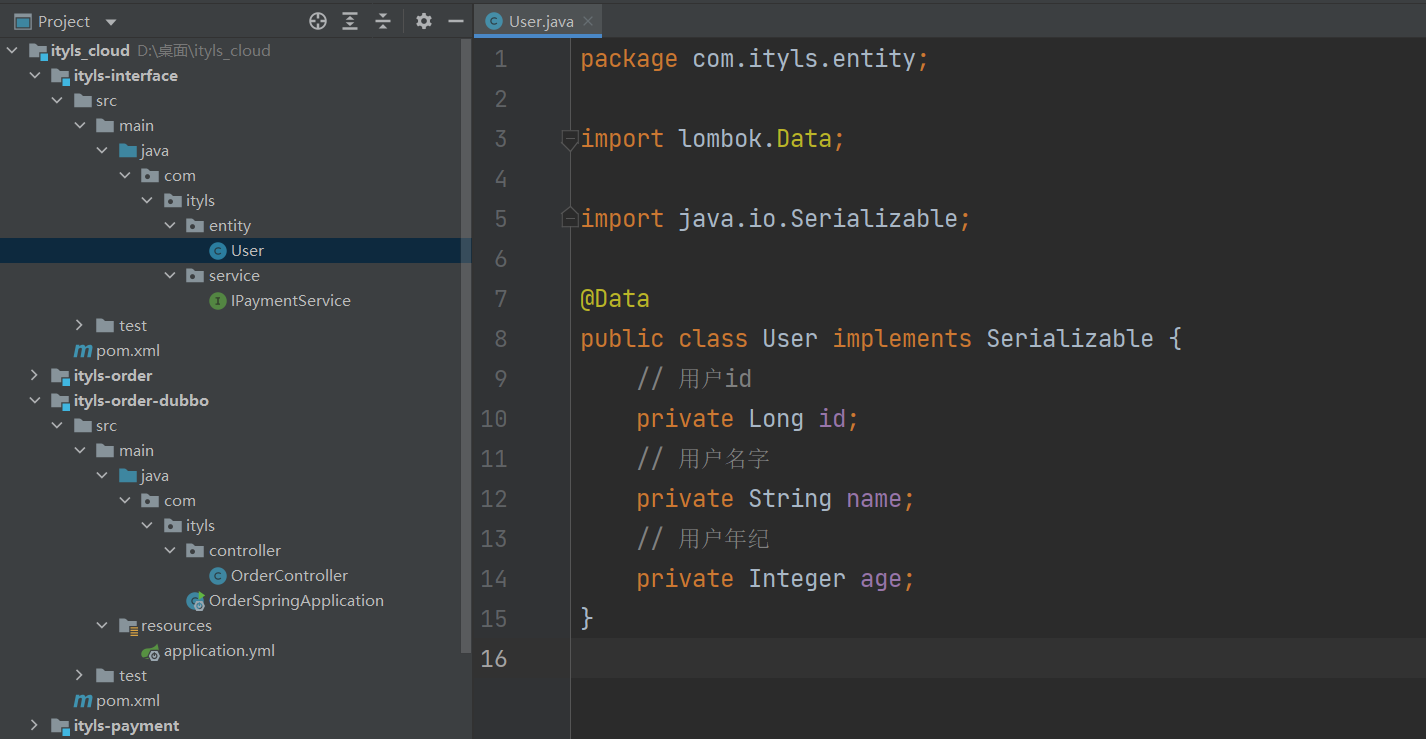 Project
ityls_cloud D:\桌面\ityls_cloud
ityls-interface
src
main
java
com
ityls
entity
User
service
IPaymentService
test
pom.xml
ityls-order
ityls-order-dubbo
src
main
java
com
ityls
controller
OrderController
OrderSpringApplication
resources
application.yml
test
pom.xml
ityls-payment
User.java
1 package com.ityls.entity;
2
3 import lombok.Data;
4
5 import java.io.Serializable;
6
7 @Data
8 public class User implements Serializable {
9 // 用户id
10 private Long id;
11 // 用户名字
12 private String name;
13 // 用户年纪
14 private Integer age;
15 }
16